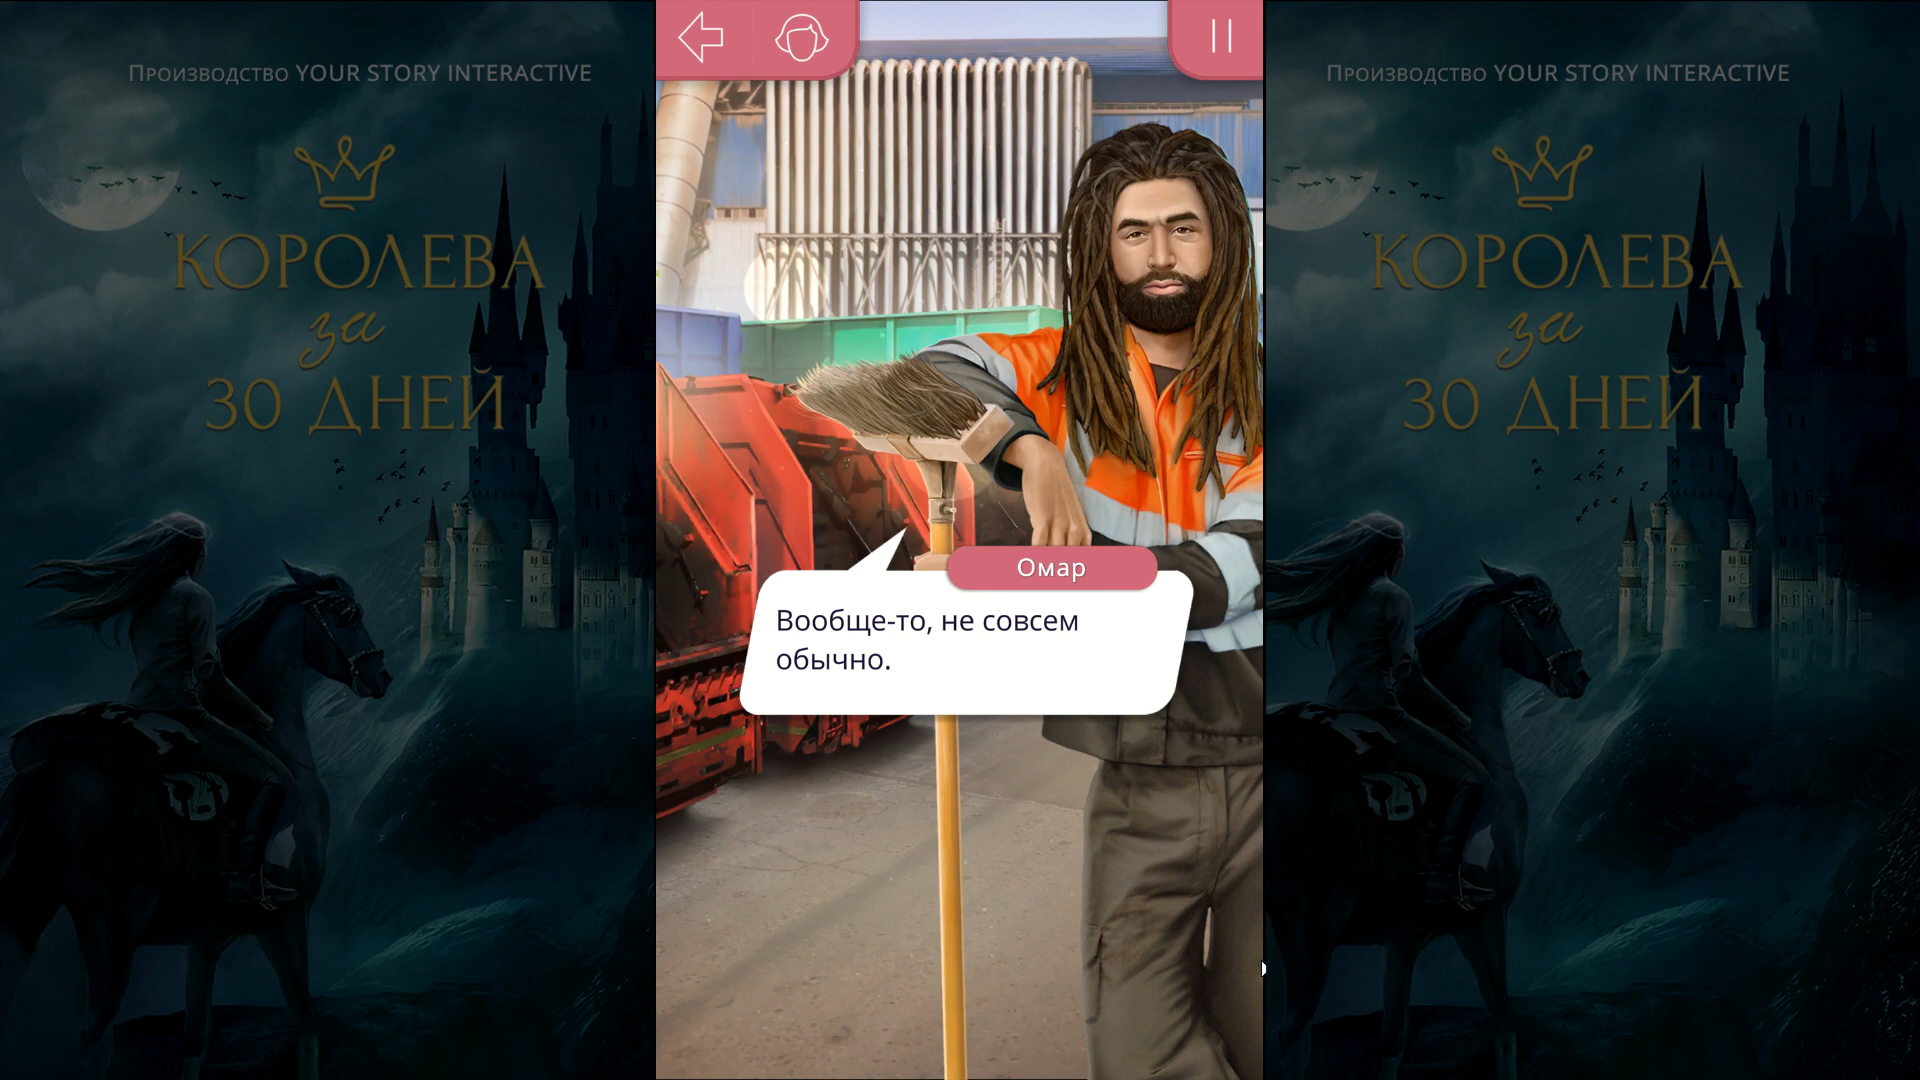 Производство YOUR STORY INTERACTIVE
КОРОЛЕВА
за
30 ДНЕЙ
Омар
Вообще-то, не совсем
обычно.
Производство YOUR STORY INTERACTIVE
КОРОЛЕВА
за
30 ДНЕЙ